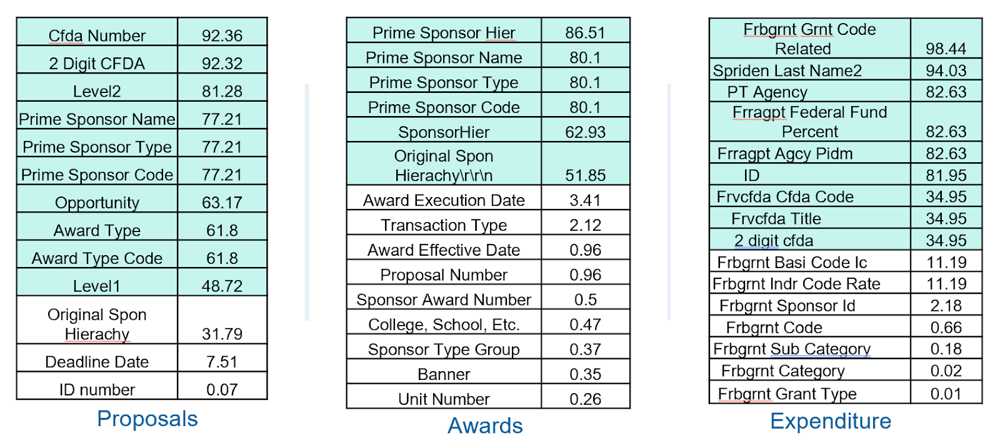 Cfda Number 92.36
2 Digit CFDA 92.32
Level2 81.28
Prime Sponsor Name 77.21
Prime Sponsor Type 77.21
Prime Sponsor Code 77.21
Opportunity 63.17
Award Type 61.8
Award Type Code 61.8
Level1 48.72
Original Spon
Hierachy 31.79
Deadline Date 7.51
ID number 0.07
Proposals
Prime Sponsor Hier 86.51
Prime Sponsor Name 80.1
Prime Sponsor Type 80.1
Prime Sponsor Code 80.1
SponsorHier 62.93
Original Spon
Hierachy\r\r\n 51.85
Award Execution Date 3.41
Transaction Type 2.12
Award Effective Date 0.96
Proposal Number 0.96
Sponsor Award Number 0.5
College, School, Etc. 0.47
Sponsor Type Group 0.37
Banner 0.35
Unit Number 0.26
Awards
Frbgrnt Grnt Code
Related 98.44
Spriden Last Name2 94.03
PT Agency 82.63
Frragpt Federal Fund
Percent 82.63
Frragpt Agcy Pidm 82.63
ID 81.95
Frvcfda Cfda Code 34.95
Frvcfda Title 34.95
2 digit cfda 34.95
Frbgrnt Basi Code Ic 11.19
Frbgrnt Indr Code Rate 11.19
Frbgrnt Sponsor Id 2.18
Frbgrnt Code 0.66
Frbgrnt Sub Category 0.18
Frbgrnt Category 0.02
Frbgrnt Grant Type 0.01
Expenditure